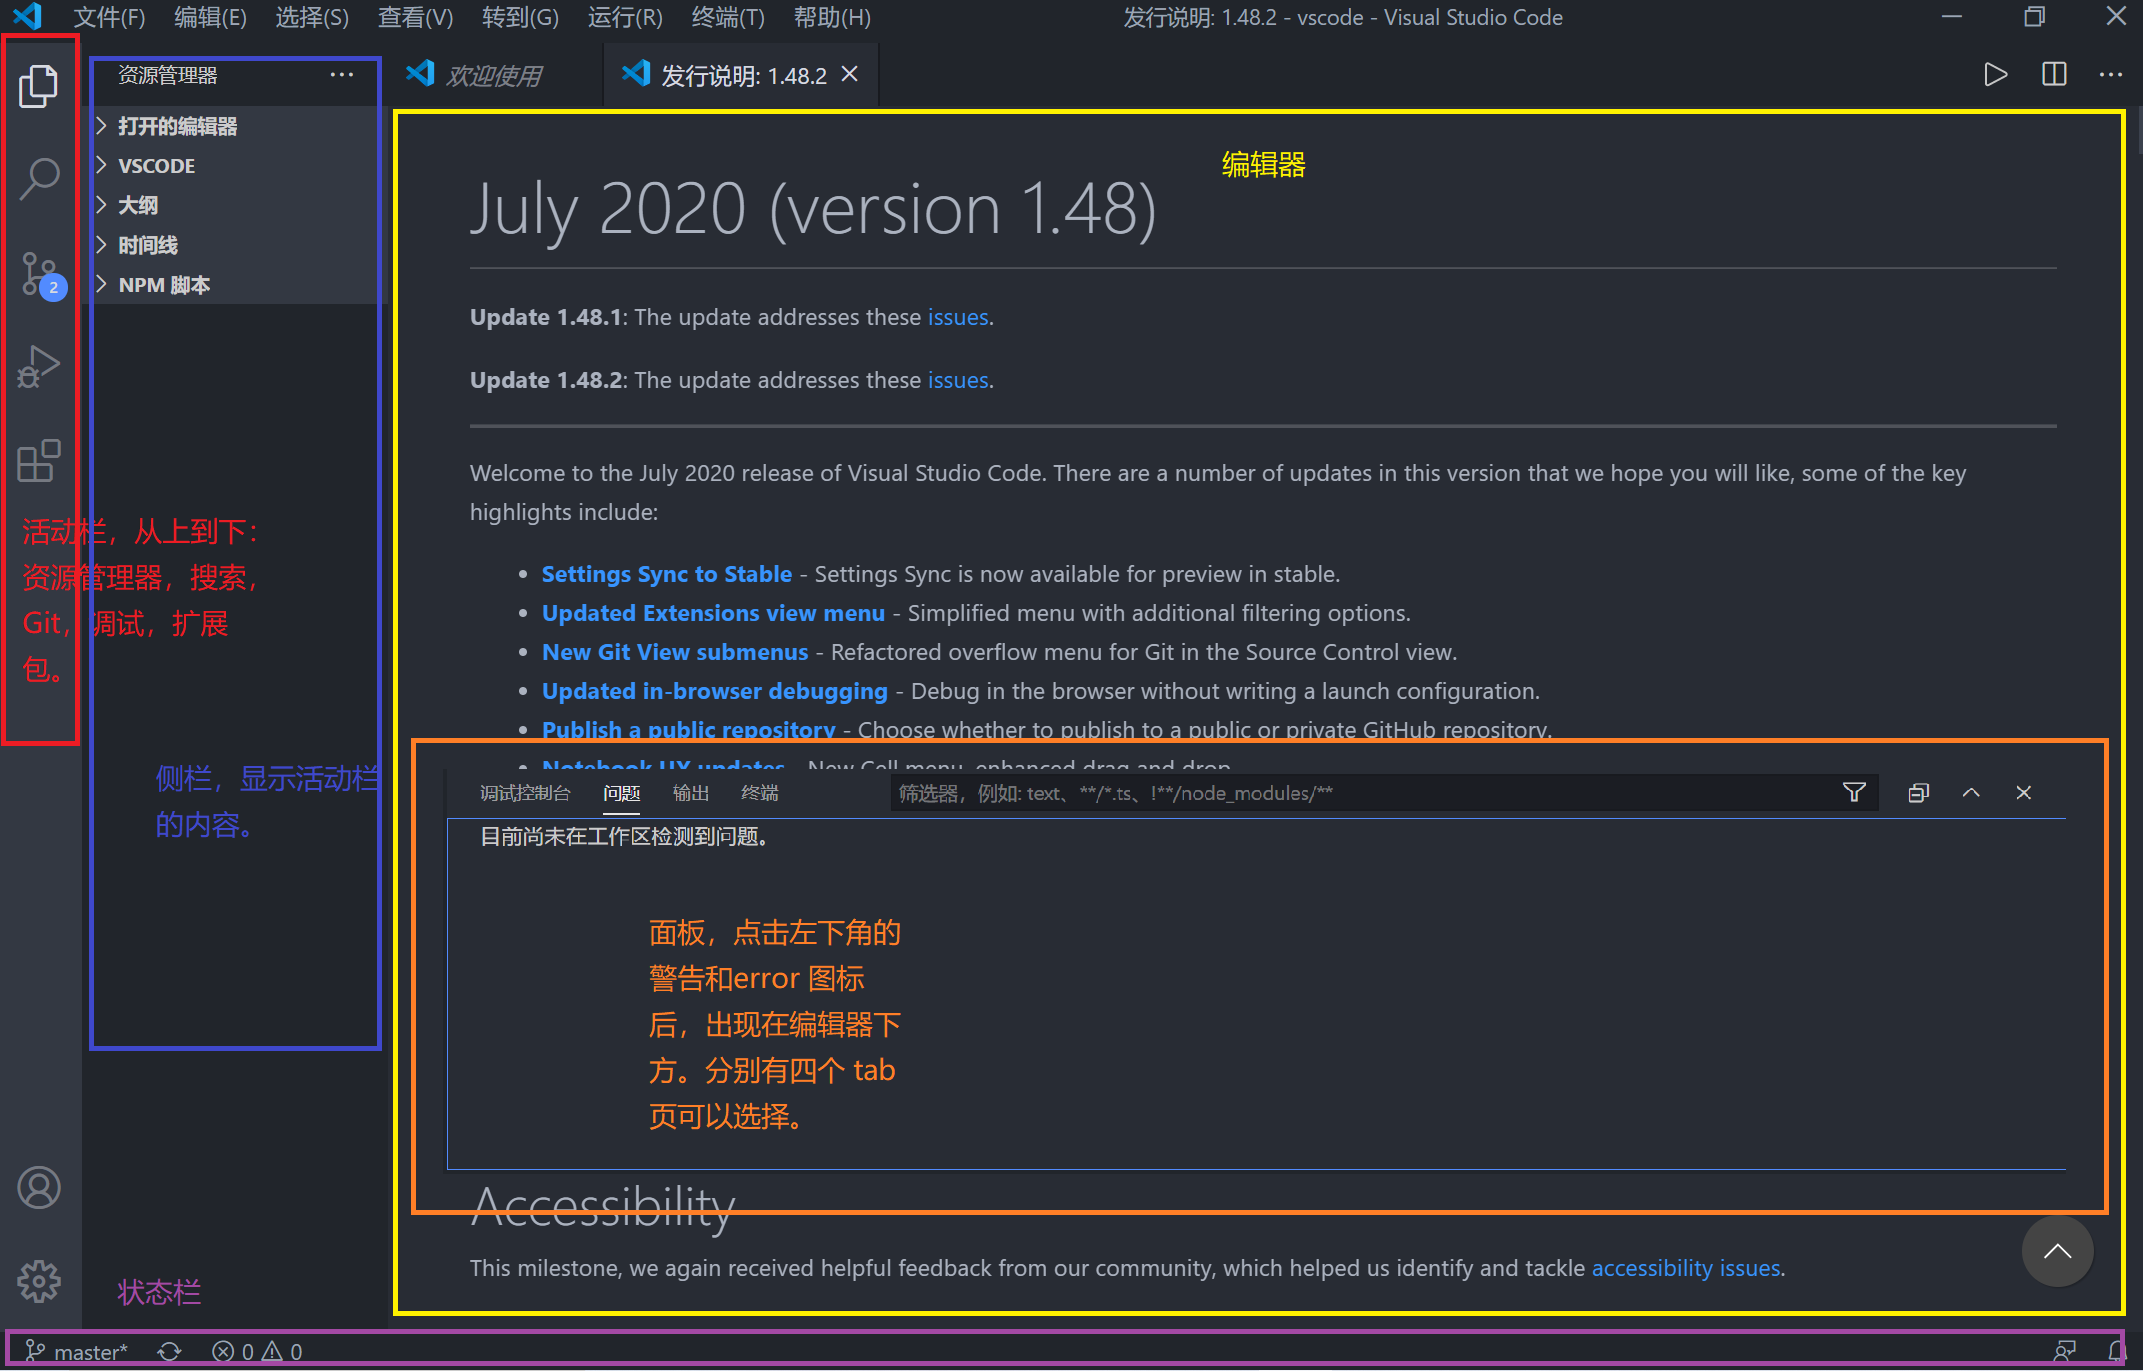 文件(F) 编辑(E) 选择(S) 查看(V) 转到(G) 运行(R) 终端(T) 帮助(H) 发行说明: 1.48.2 - vscode - Visual Studio Code
资源管理器 ··· 欢迎使用 发行说明: 1.48.2
打开的编辑器
VSCODE
大纲
时间线
NPM 脚本
2
活动栏，从上到下：
资源管理器，搜索，
Git，调试，扩展
包。
侧栏，显示活动栏
的内容。
状态栏
编辑器
July 2020 (version 1.48)
Update 1.48.1: The update addresses these issues.
Update 1.48.2: The update addresses these issues.
Welcome to the July 2020 release of Visual Studio Code. There are a number of updates in this version that we hope you will like, some of the key
highlights include:
• Settings Sync to Stable - Settings Sync is now available for preview in stable.
• Updated Extensions view menu - Simplified menu with additional filtering options.
• New Git View submenus - Refactored overflow menu for Git in the Source Control view.
• Updated in-browser debugging - Debug in the browser without writing a launch configuration.
• Publish a public repository - Choose whether to publish to a public or private GitHub repository.
• Notebook UX updates - New Cell menu, enhanced drag and drop
调试控制台 问题 输出 终端 筛选器，例如: text、**/*.ts、!**/node_modules/**
目前尚未在工作区检测到问题。
面板，点击左下角的
警告和error 图标
后，出现在编辑器下
方。分别有四个 tab
页可以选择。
Accessibility
This milestone, we again received helpful feedback from our community, which helped us identify and tackle accessibility issues.
master* 0 0